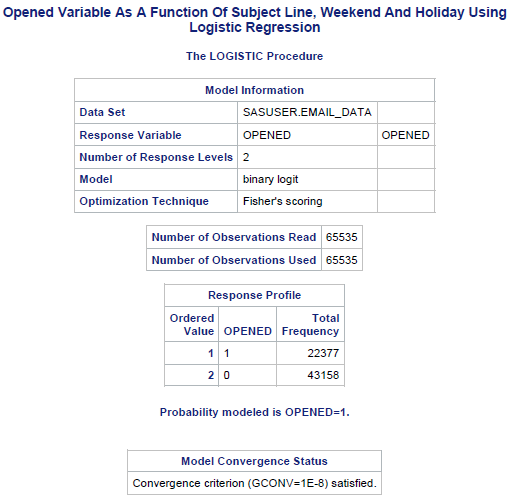 Opened Variable As A Function Of Subject Line, Weekend And Holiday Using
Logistic Regression
The LOGISTIC Procedure
Model Information
Data Set SASUSER.EMAIL_DATA
Response Variable OPENED OPENED
Number of Response Levels 2
Model binary logit
Optimization Technique Fisher's scoring
Number of Observations Read 65535
Number of Observations Used 65535
Response Profile
Ordered Total
Value OPENED Frequency
1 1 22377
2 0 43158
Probability modeled is OPENED=1.
Model Convergence Status
Convergence criterion (GCONV=1E-8) satisfied.